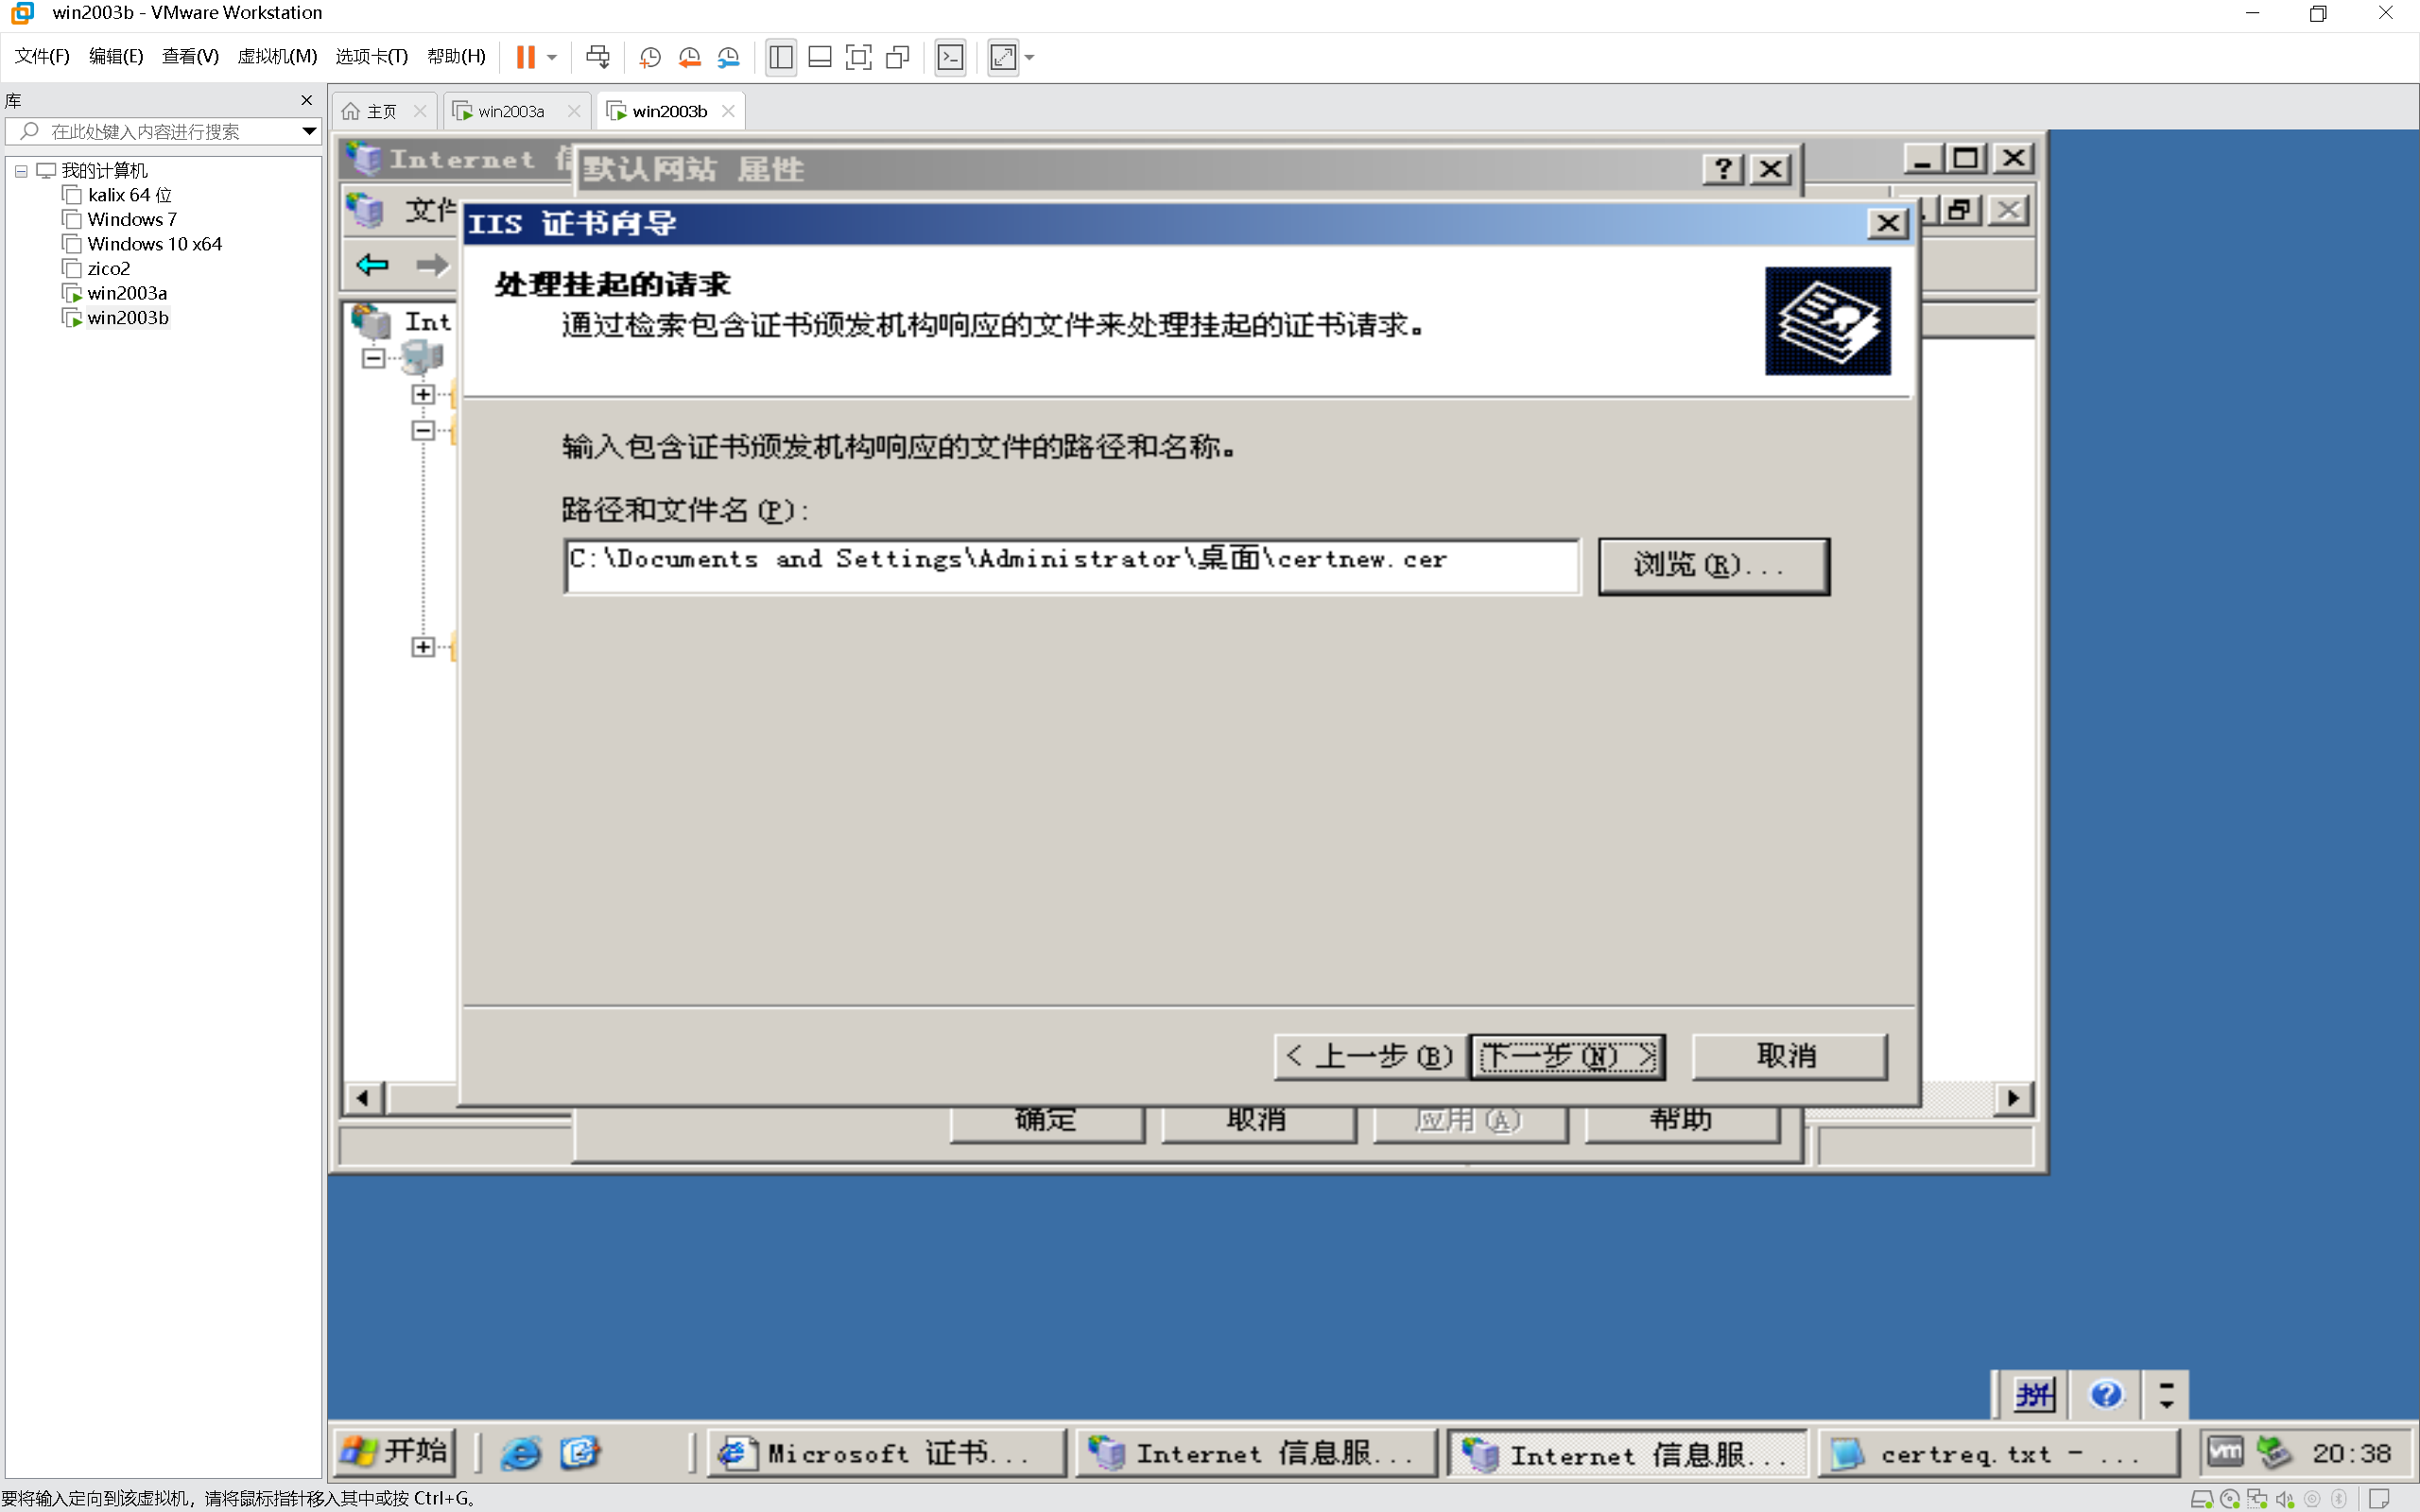 win2003b - VMware Workstation
文件(F) 编辑(E) 查看(V) 虚拟机(M) 选项卡(T) 帮助(H)
库
在此处键入内容进行搜索
我的计算机
kalix 64 位
Windows 7
Windows 10 x64
zico2
win2003a
win2003b
主页 win2003a win2003b
Internet
默认网站 属性
文件
Int
IIS 证书向导
处理挂起的请求
通过检索包含证书颁发机构响应的文件来处理挂起的证书请求。
输入包含证书颁发机构响应的文件的路径和名称。
路径和文件名(P):
C:\Documents and Settings\Administrator\桌面\certnew.cer
浏览(R)...
< 上一步(B) 下一步(N) > 取消
确定 取消 应用(A) 帮助
拼
开始 Microsoft 证书... Internet 信息服... Internet 信息服... certreq.txt - ... vm 20:38
要将输入定向到该虚拟机，请将鼠标指针移入其中或按 Ctrl+G。